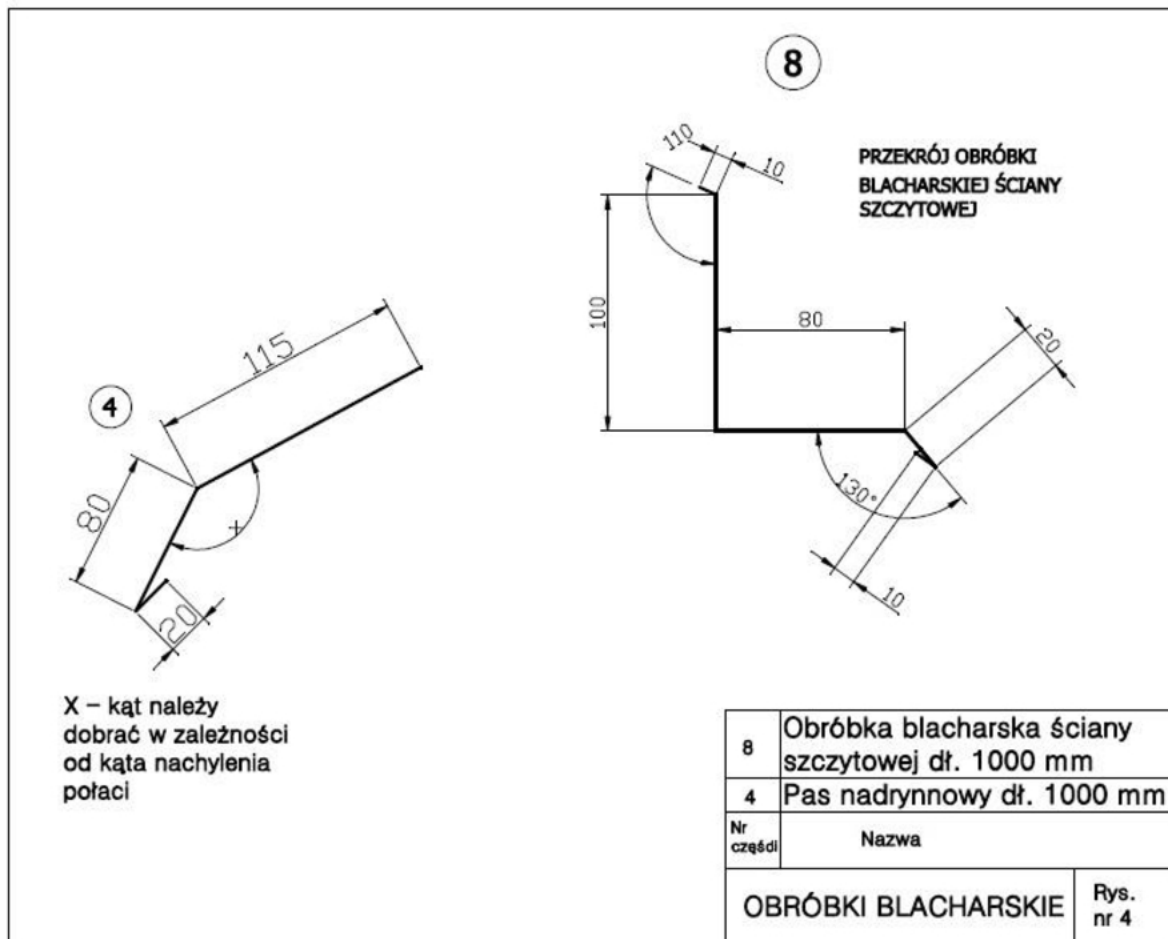 8
110
10
PRZEKRÓJ OBRÓBKI
BLACHARSKIEJ ŚCIANY
SZCZYTOWEJ
100
80
20
130°
10
115
4
80
X
20
X – kąt należy
dobrać w zależności
od kąta nachylenia
połaci
8 Obróbka blacharska ściany
szczytowej dł. 1000 mm
4 Pas nadrynnowy dł. 1000 mm
Nr
częśdi
Nazwa
OBRÓBKI BLACHARSKIE
Rys.
nr 4